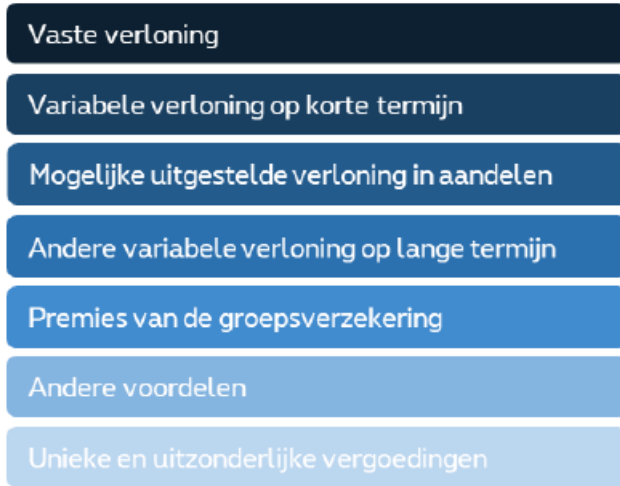 Vaste verloning
Variabele verloning op korte termijn
Mogelijke uitgestelde verloning in aandelen
Andere variabele verloning op lange termijn
Premies van de groepsverzekering
Andere voordelen
Unieke en uitzonderlijke vergoedingen